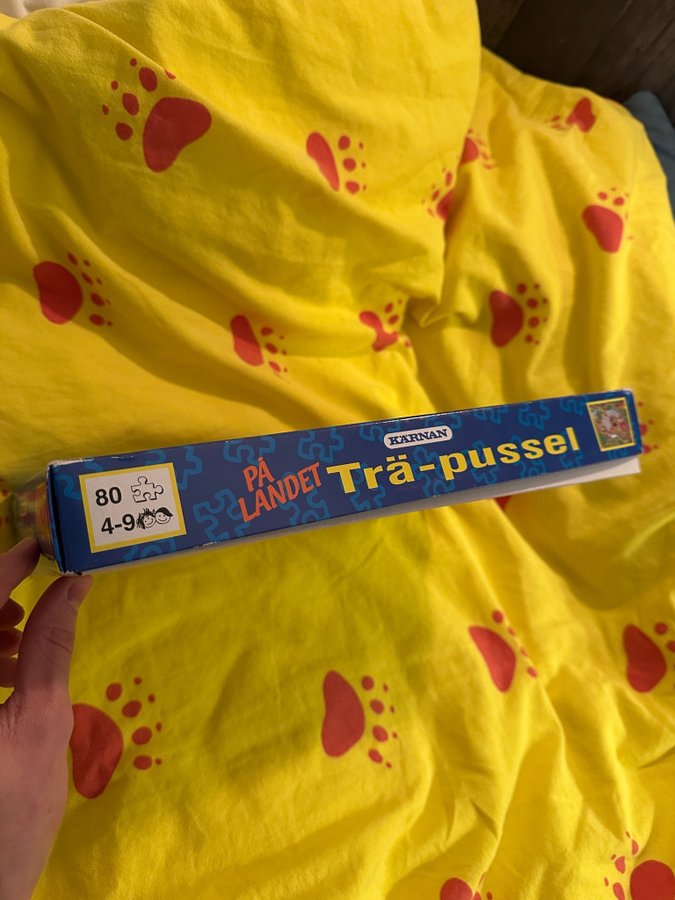 80
4-9
PÅ
LANDET
KÄRNAN
Trä-pussel